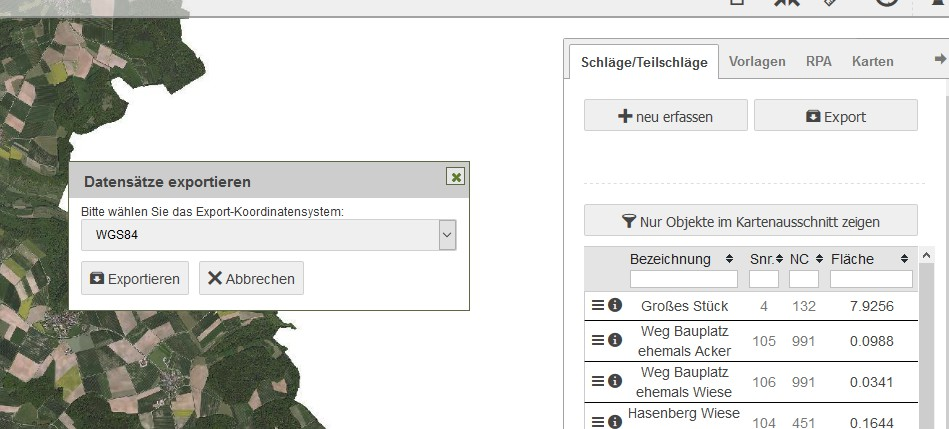 Schläge/Teilschläge Vorlagen RPA Karten
neu erfassen Export
Datensätze exportieren
Bitte wählen Sie das Export-Koordinatensystem:
WGS84
Exportieren Abbrechen
Nur Objekte im Kartenausschnitt zeigen
Bezeichnung Snr. NC Fläche
Großes Stück 4 132 7.9256
Weg Bauplatz
ehemals Acker 105 991 0.0988
Weg Bauplatz
ehemals Wiese 106 991 0.0341
Hasenberg Wiese
104 451 0.1644